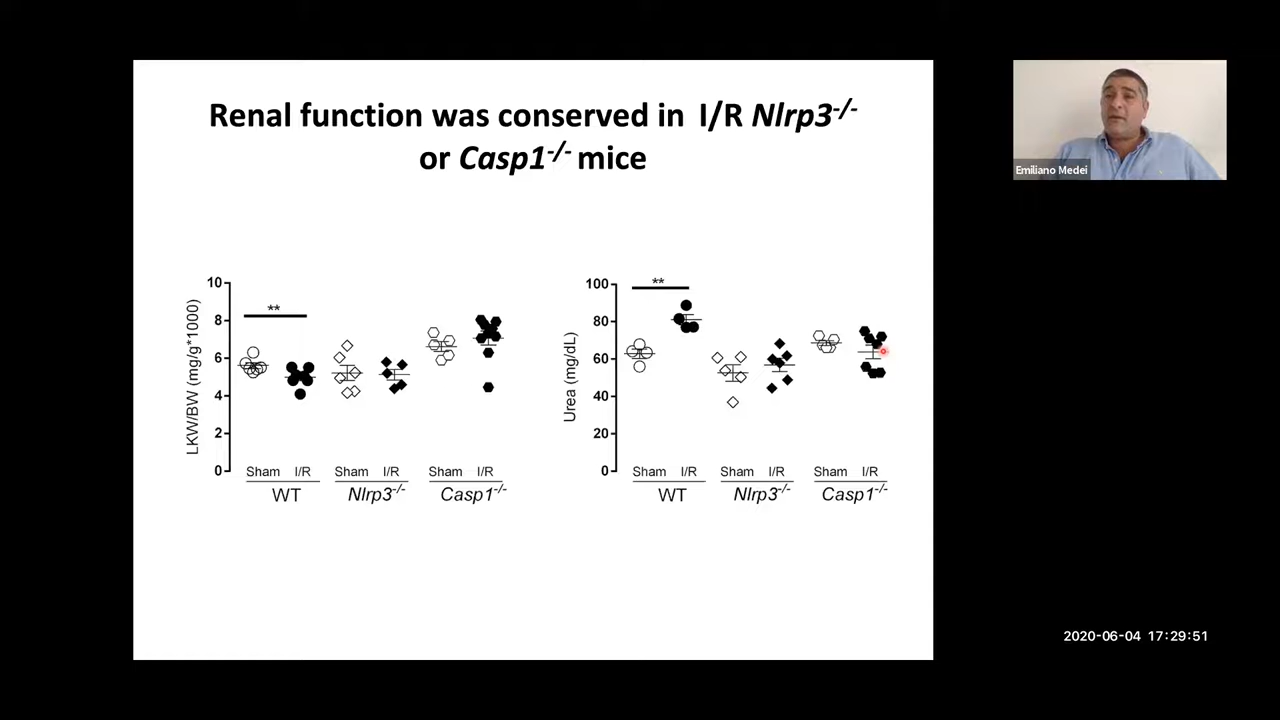 Renal function was conserved in I/R Nlrp3-/-
or Casp1-/- mice
Emiliano Medei
LKW/BW (mg/g*1000)
10
8
6
4
2
0
**
Sham I/R Sham I/R Sham I/R
WT Nlrp3-/- Casp1-/-
Urea (mg/dL)
100
80
60
40
20
0
**
Sham I/R Sham I/R Sham I/R
WT Nlrp3-/- Casp1-/-
2020-06-04 17:29:51